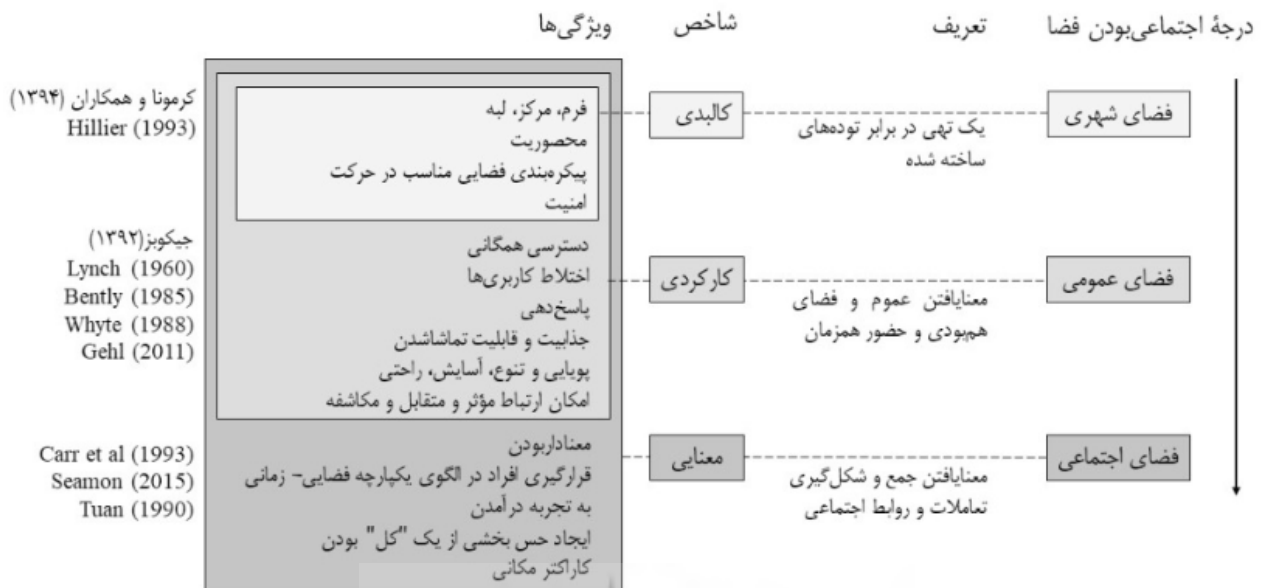 درجهٔ اجتماعی‌بودن فضا
تعریف
شاخص
ویژگی‌ها
فضای شهری
یک تهی در برابر توده‌های
ساخته شده
کالبدی
فرم، مرکز، لبه
محصوریت
پیکره‌بندی فضایی مناسب در حرکت
امنیت
کرمونا و همکاران (۱۳۹۴)
Hillier (1993)
فضای عمومی
معنایافتن عموم و فضای
هم‌بودی و حضور همزمان
کارکردی
دسترسی همگانی
اختلاط کاربری‌ها
پاسخ‌دهی
جذابیت و قابلیت تماشاشدن
پویایی و تنوع، آسایش، راحتی
امکان ارتباط مؤثر و متقابل و مکاشفه
جیکوبز(۱۳۹۲)
Lynch (1960)
Bently (1985)
Whyte (1988)
Gehl (2011)
فضای اجتماعی
معنایافتن جمع و شکل‌گیری
تعاملات و روابط اجتماعی
معنایی
معناداربودن
قرارگیری افراد در الگوی یکپارچه فضایی- زمانی
به تجربه درآمدن
ایجاد حس بخشی از یک "کل" بودن
کاراکتر مکانی
Carr et al (1993)
Seamon (2015)
Tuan (1990)